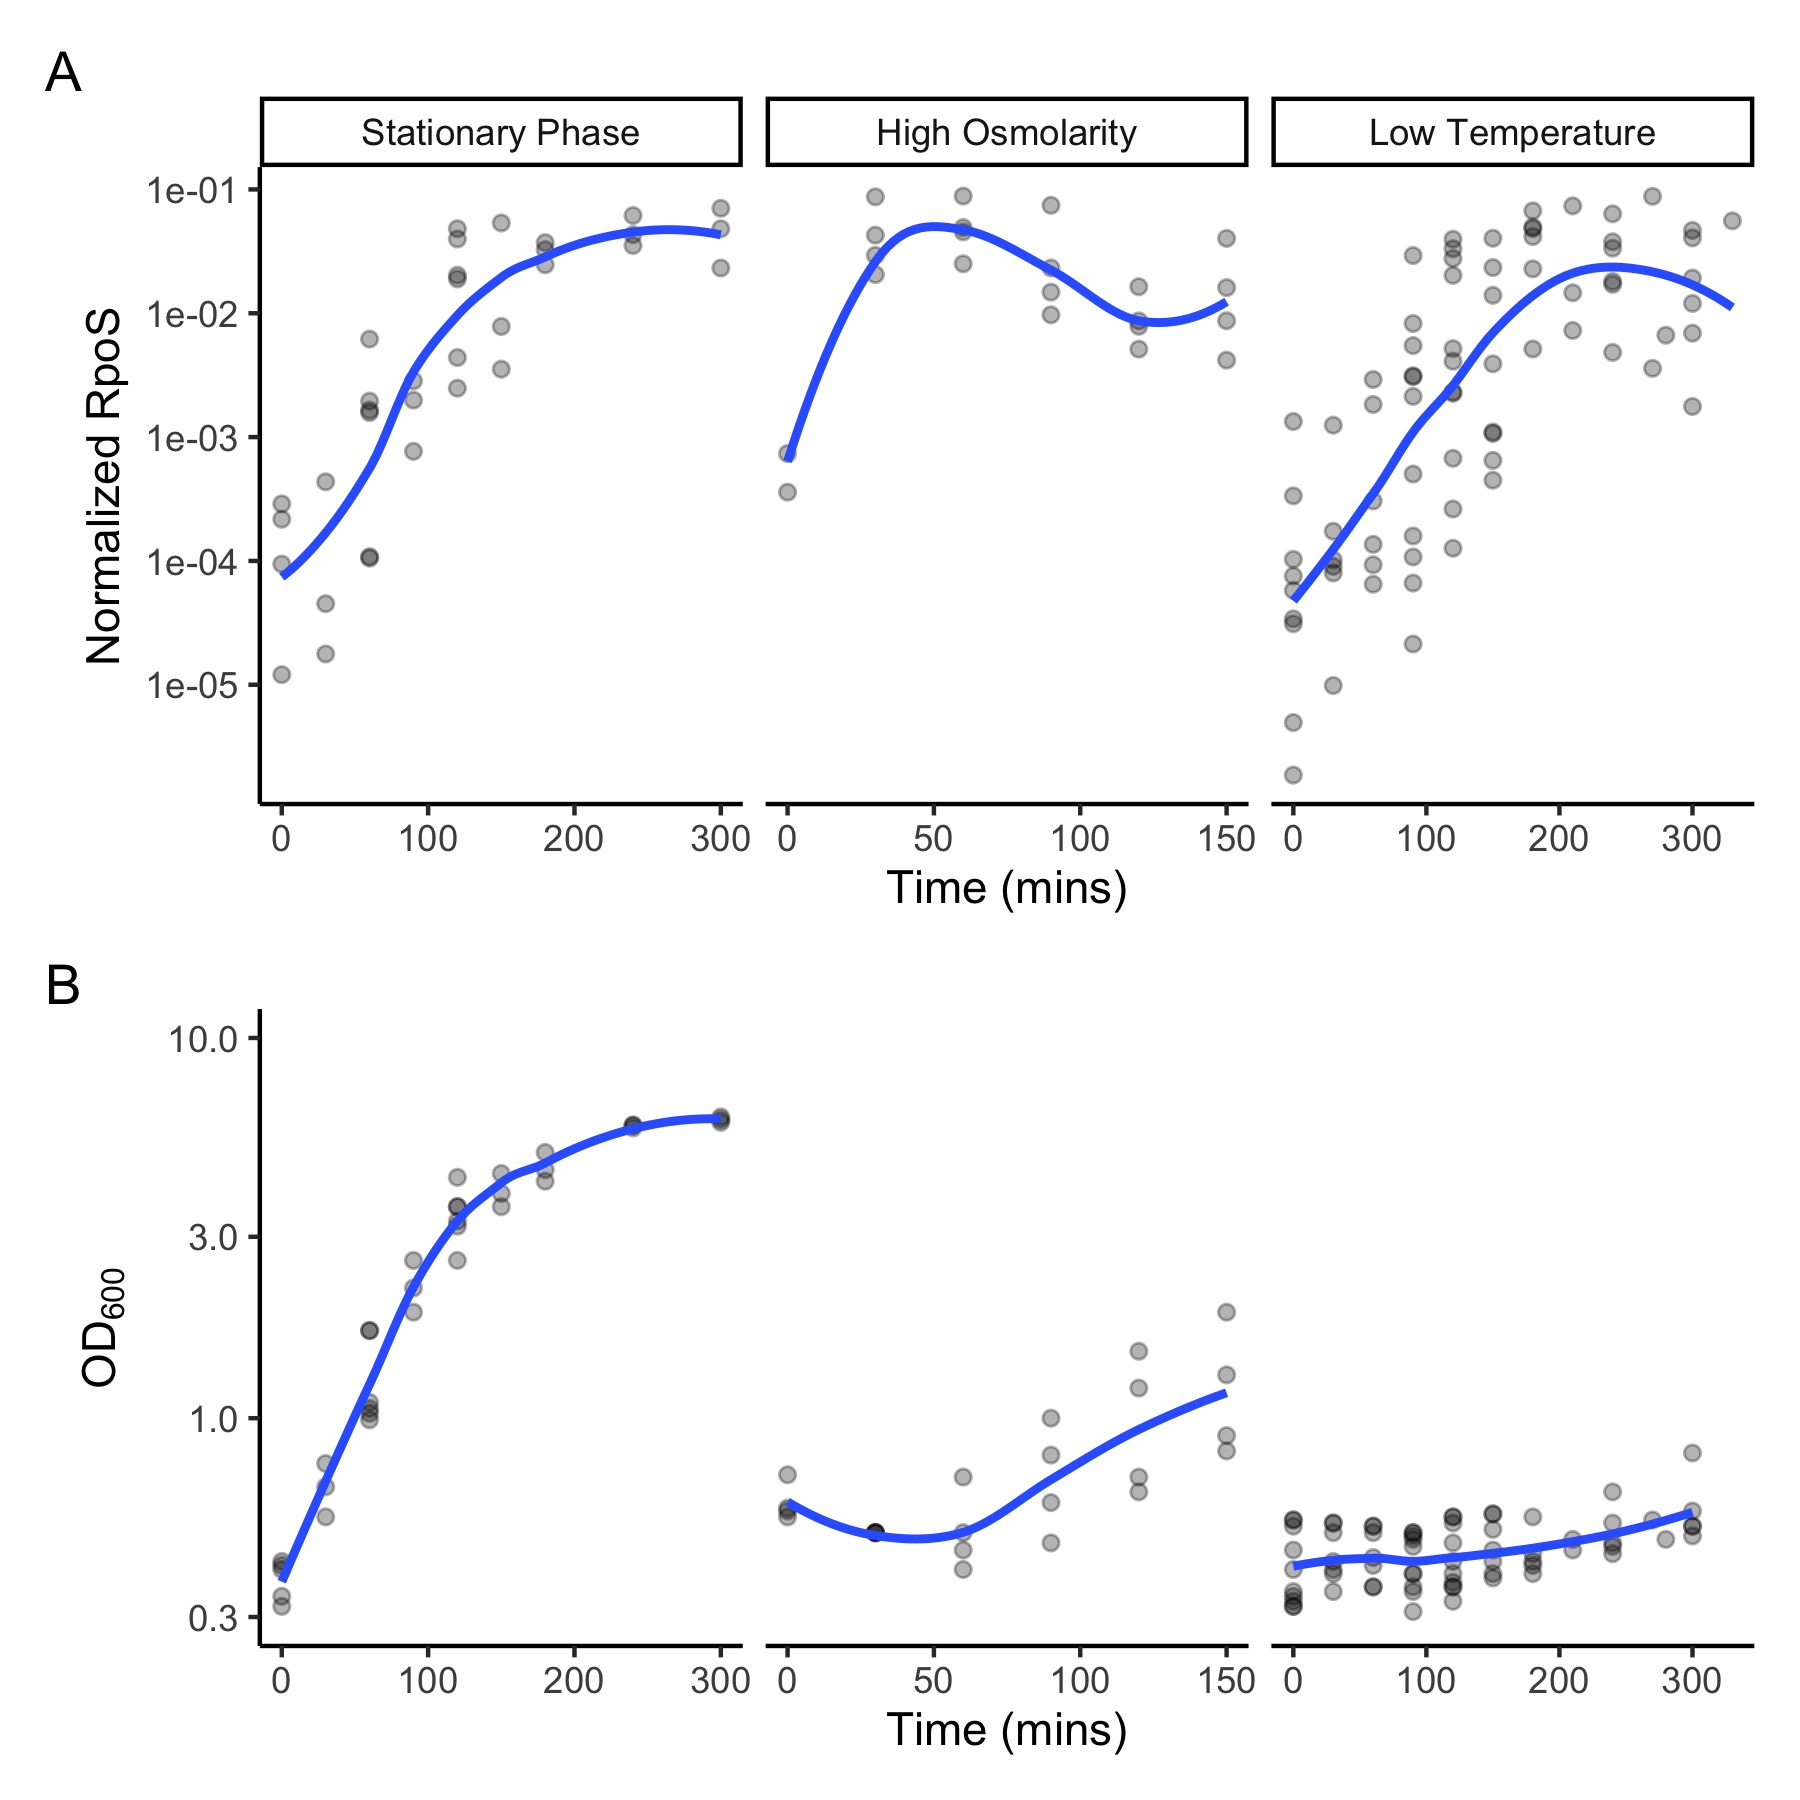 A
Stationary Phase High Osmolarity Low Temperature
Normalized RpoS
1e-01
1e-02
1e-03
1e-04
1e-05
0 100 200 300 0 50 100 150 0 100 200 300
Time (mins)
B
OD600
10.0
3.0
1.0
0.3
0 100 200 300 0 50 100 150 0 100 200 300
Time (mins)